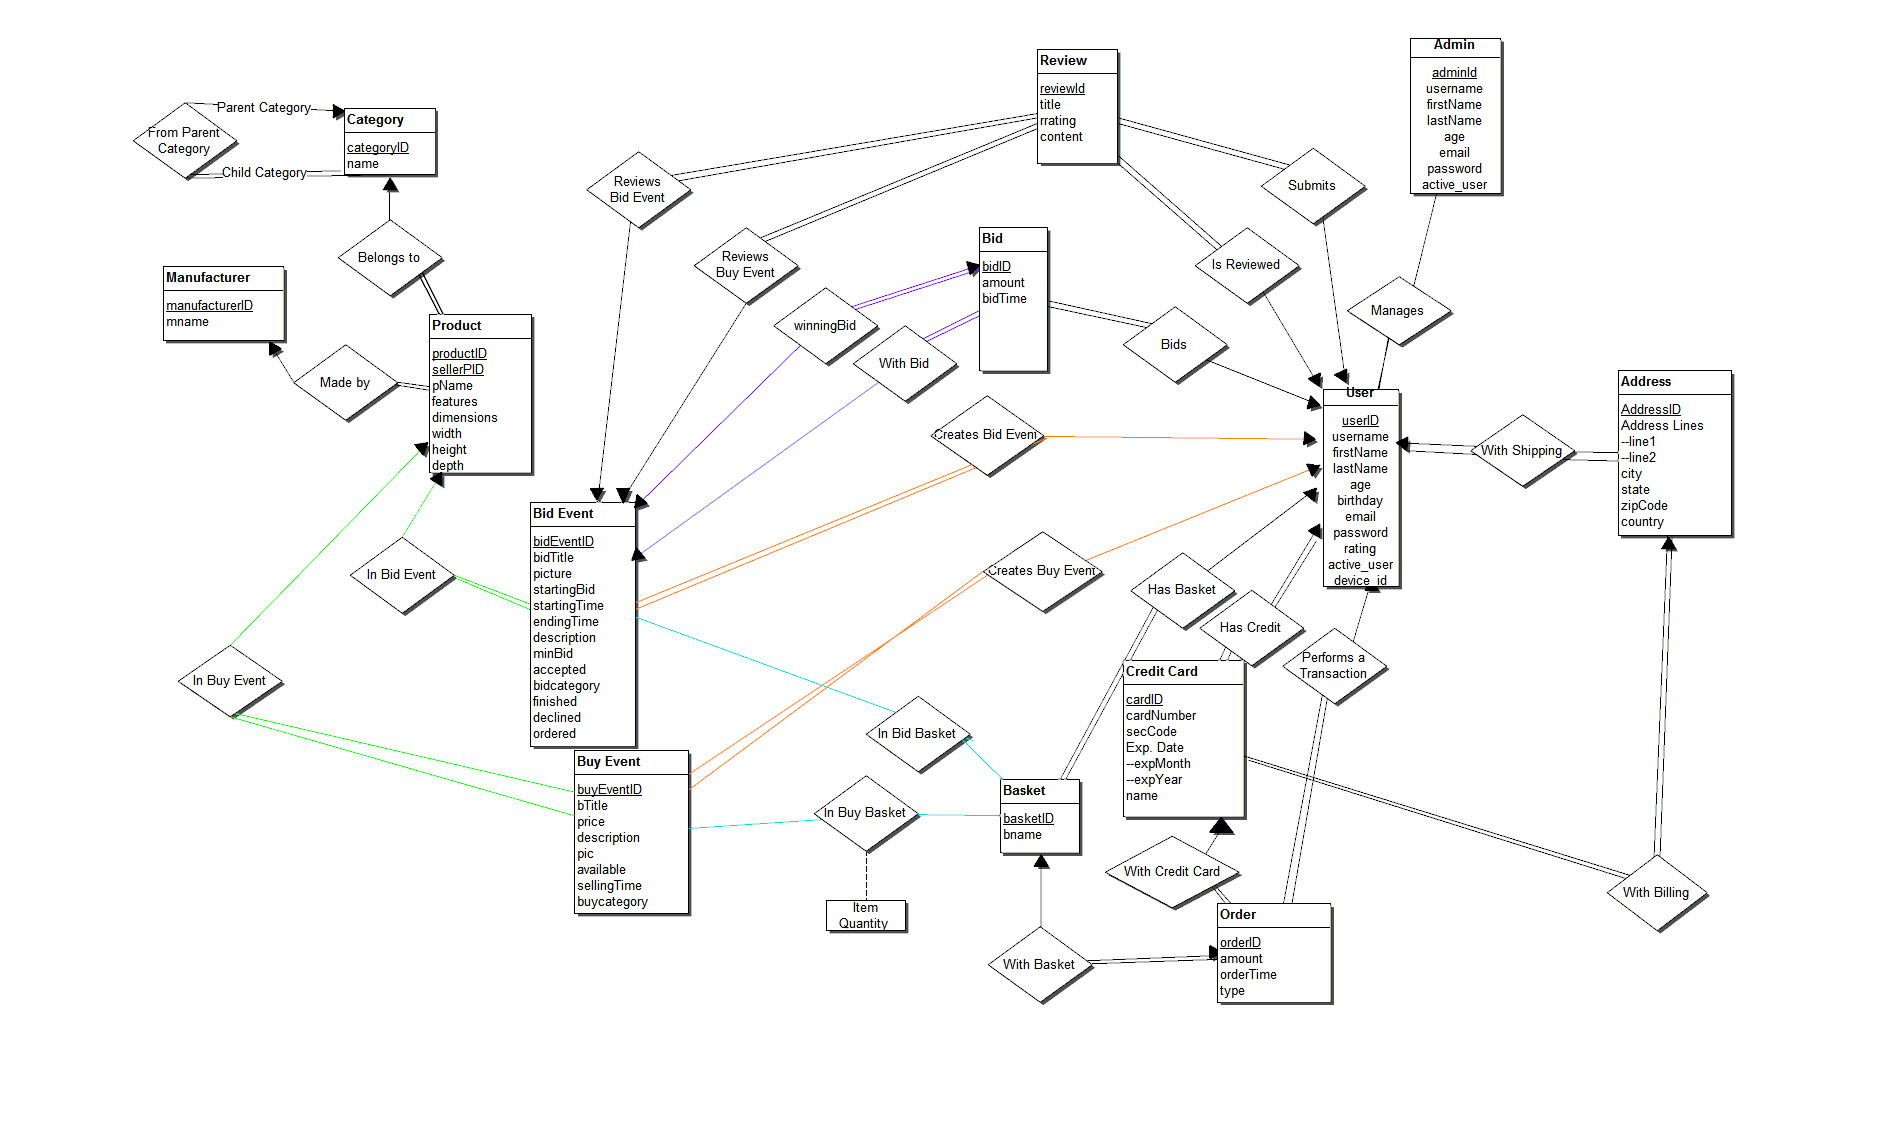 Admin
adminId
username
firstName
lastName
age
email
password
active_user
Review
reviewId
title
rrating
content
Parent Category
From Parent
Category
Child Category
Category
categoryID
name
Reviews
Bid Event
Submits
Reviews
Buy Event
Is Reviewed
Belongs to
Bid
bidID
amount
bidTime
Manufacturer
manufacturerID
mname
Manages
winningBid
With Bid
Bids
Product
productID
sellerPID
pName
features
dimensions
width
height
depth
Made by
User
userID
username
firstName
lastName
age
birthday
email
password
rating
active_user
device_id
Address
AddressID
Address Lines
--line1
--line2
city
state
zipCode
country
With Shipping
Creates Bid Event
Bid Event
bidEventID
bidTitle
picture
startingBid
startingTime
endingTime
description
minBid
accepted
bidcategory
finished
declined
ordered
In Bid Event
Creates Buy Event
Has Basket
Has Credit
Performs a
Transaction
In Buy Event
Credit Card
cardID
cardNumber
secCode
Exp. Date
--expMonth
--expYear
name
In Bid Basket
Buy Event
buyEventID
bTitle
price
description
pic
available
sellingTime
buycategory
In Buy Basket
Basket
basketID
bname
With Credit Card
With Billing
Item
Quantity
Order
orderID
amount
orderTime
type
With Basket